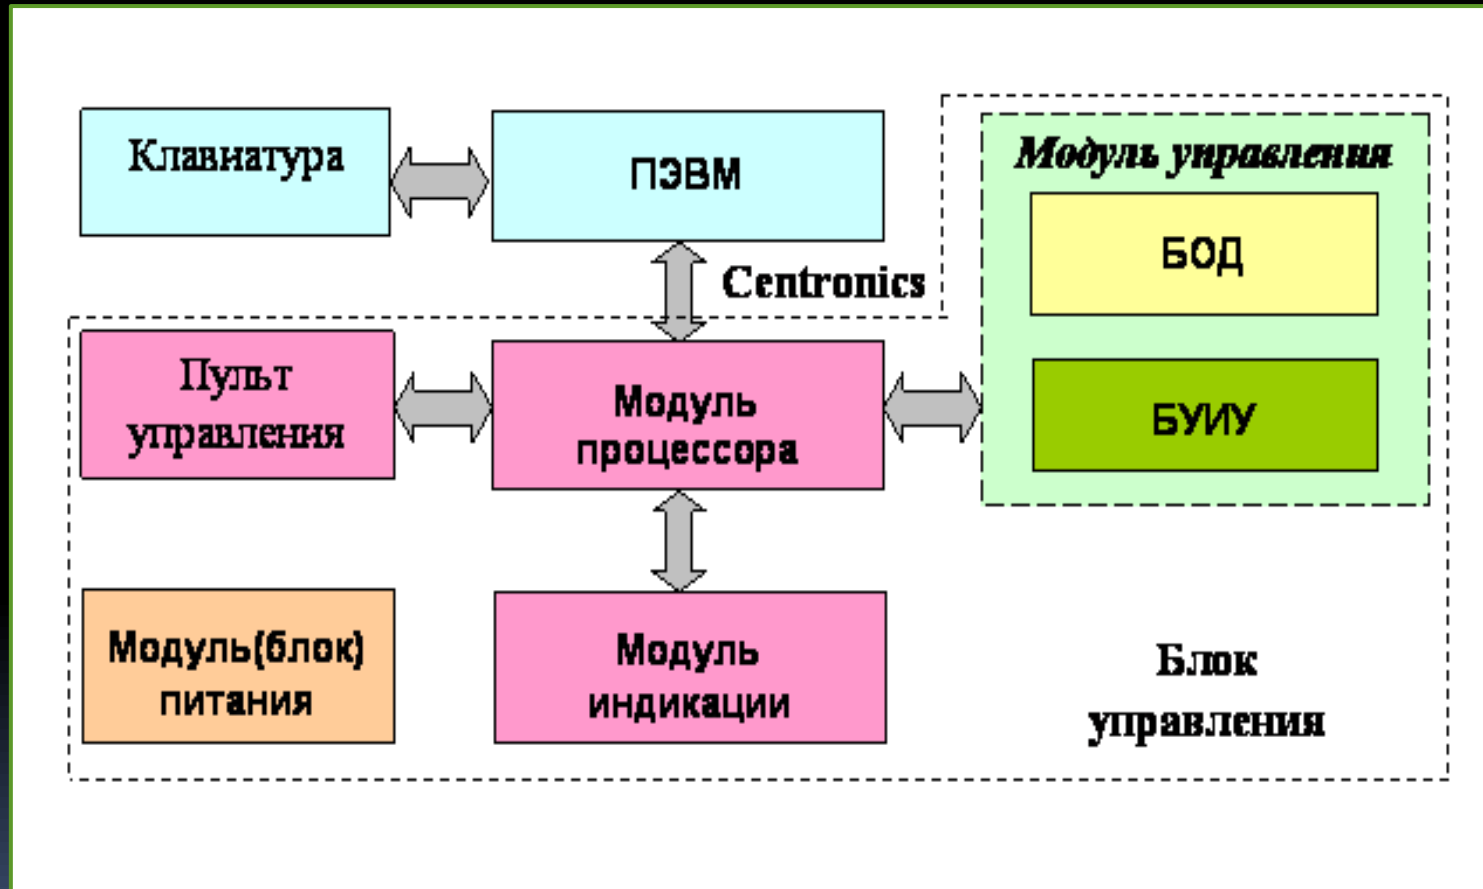 Клавиатура
ПЭВМ
Модуль управления
БОД
Centronics
Пульт
управления
Модуль
процессора
БУИУ
Модуль(блок)
питания
Модуль
индикации
Блок
управления